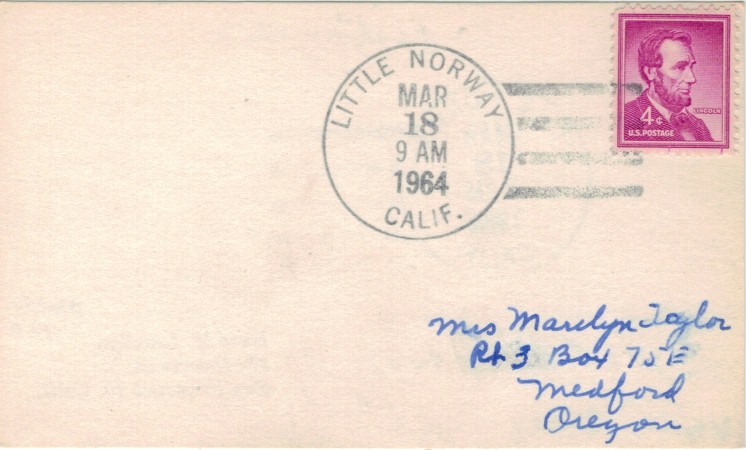 LITTLE NORWAY
MAR
18
9 AM
1964
CALIF.
LINCOLN
4¢
U.S. POSTAGE
Mrs Marelyn Taylor
Rt 3 Box 75E
Medford
Oregon